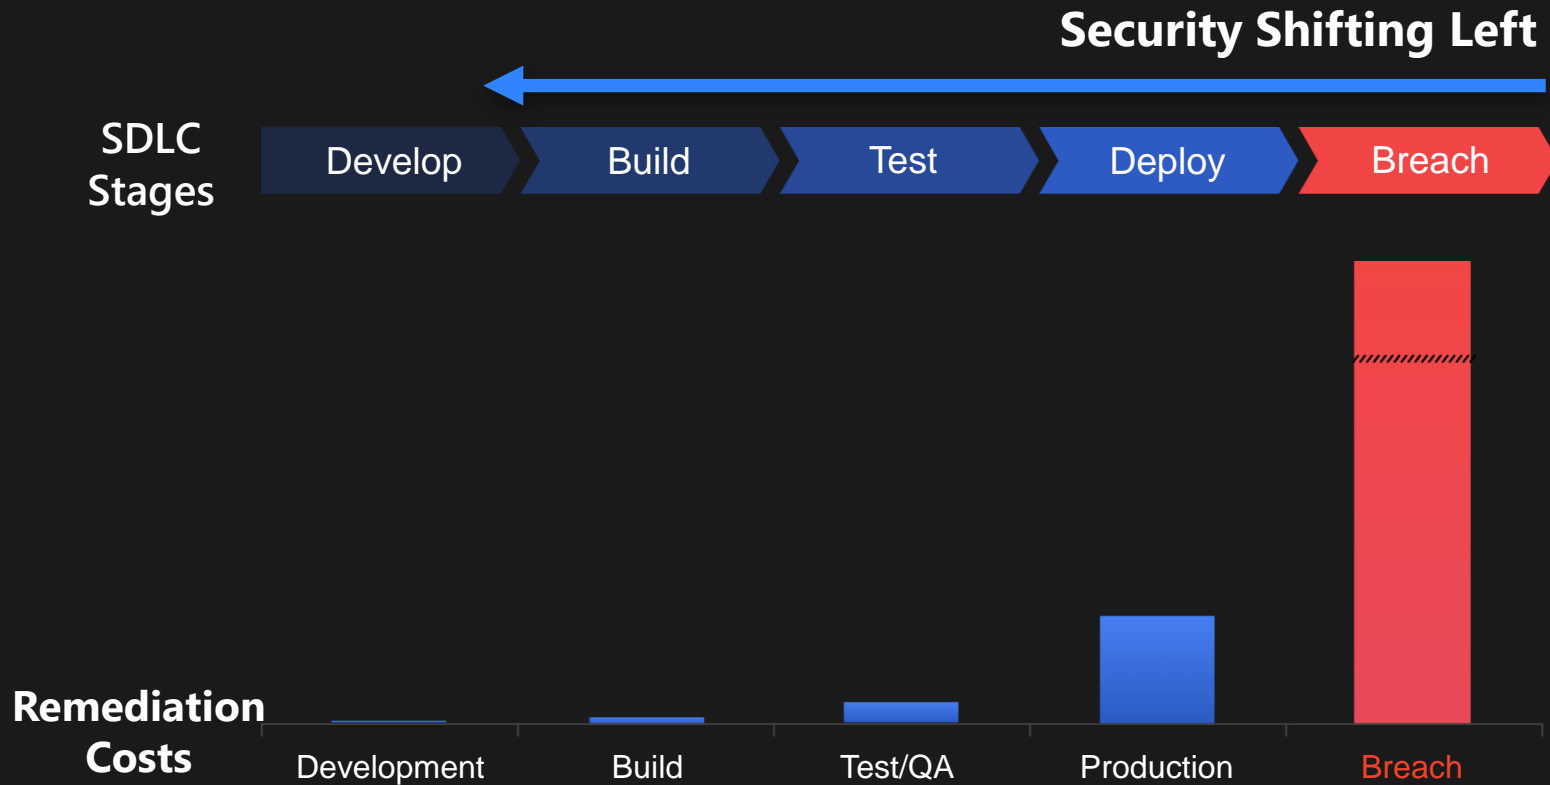 Security Shifting Left
SDLC
Stages
Develop
Build
Test
Deploy
Breach
Remediation
Costs
Development
Build
Test/QA
Production
Breach